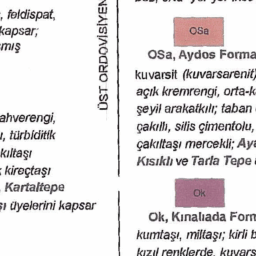 , feldispat,
kapsar;
mış
ahverengi,
ı, türbiditik
kıltaşı
; kireçtaşı
Kartaltepe
şı üyelerini kapsar
ÜST ORDOVİSİYEN
OSa
OSa, Aydos Forma
kuvarsit (kuvarsarenit)
açık kremrengi, orta-k
şeyil arakatkılı; taban
çakıllı, silis çimentolu,
çakıltaşı mercekli; Ay
Kısıklı ve Tarla Tepe
Ok
Ok, Kınalıada Form
kumtaşı, miltaşı; kirli b
kızıl renklerde, kuvars